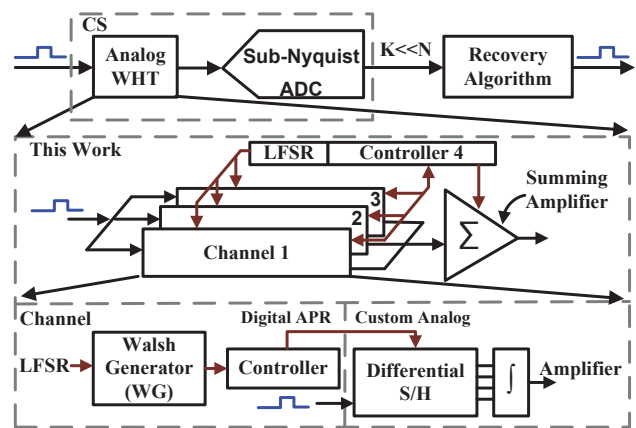 CS
Analog
WHT
Sub-Nyquist
ADC
K<<N
Recovery
Algorithm
This Work
LFSR
Controller 4
3
2
Channel 1
Σ
Summing
Amplifier
Channel
Digital APR
Custom Analog
LFSR
Walsh
Generator
(WG)
Controller
Differential
S/H
∫
Amplifier